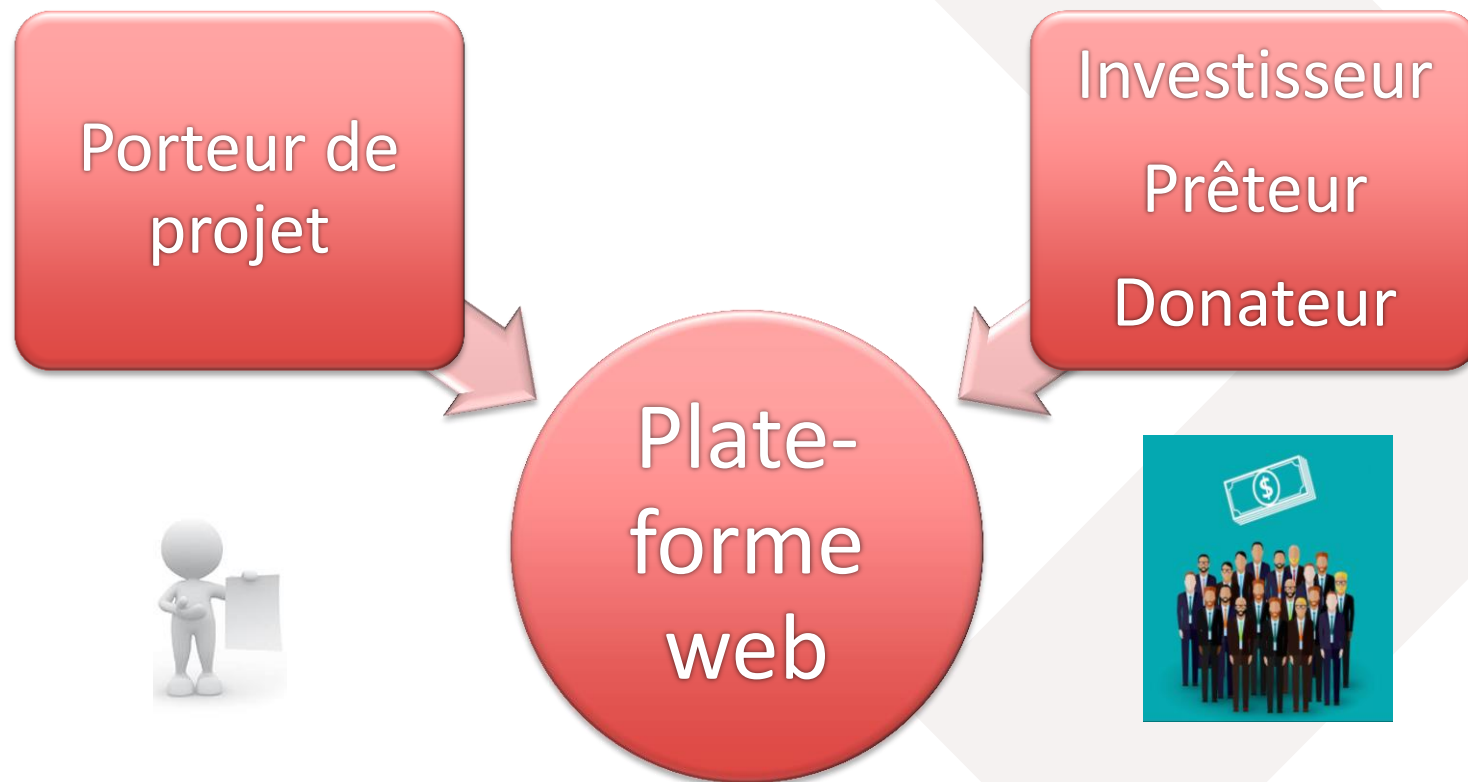 Porteur de
projet
Investisseur
Prêteur
Donateur
Plate-
forme
web
$